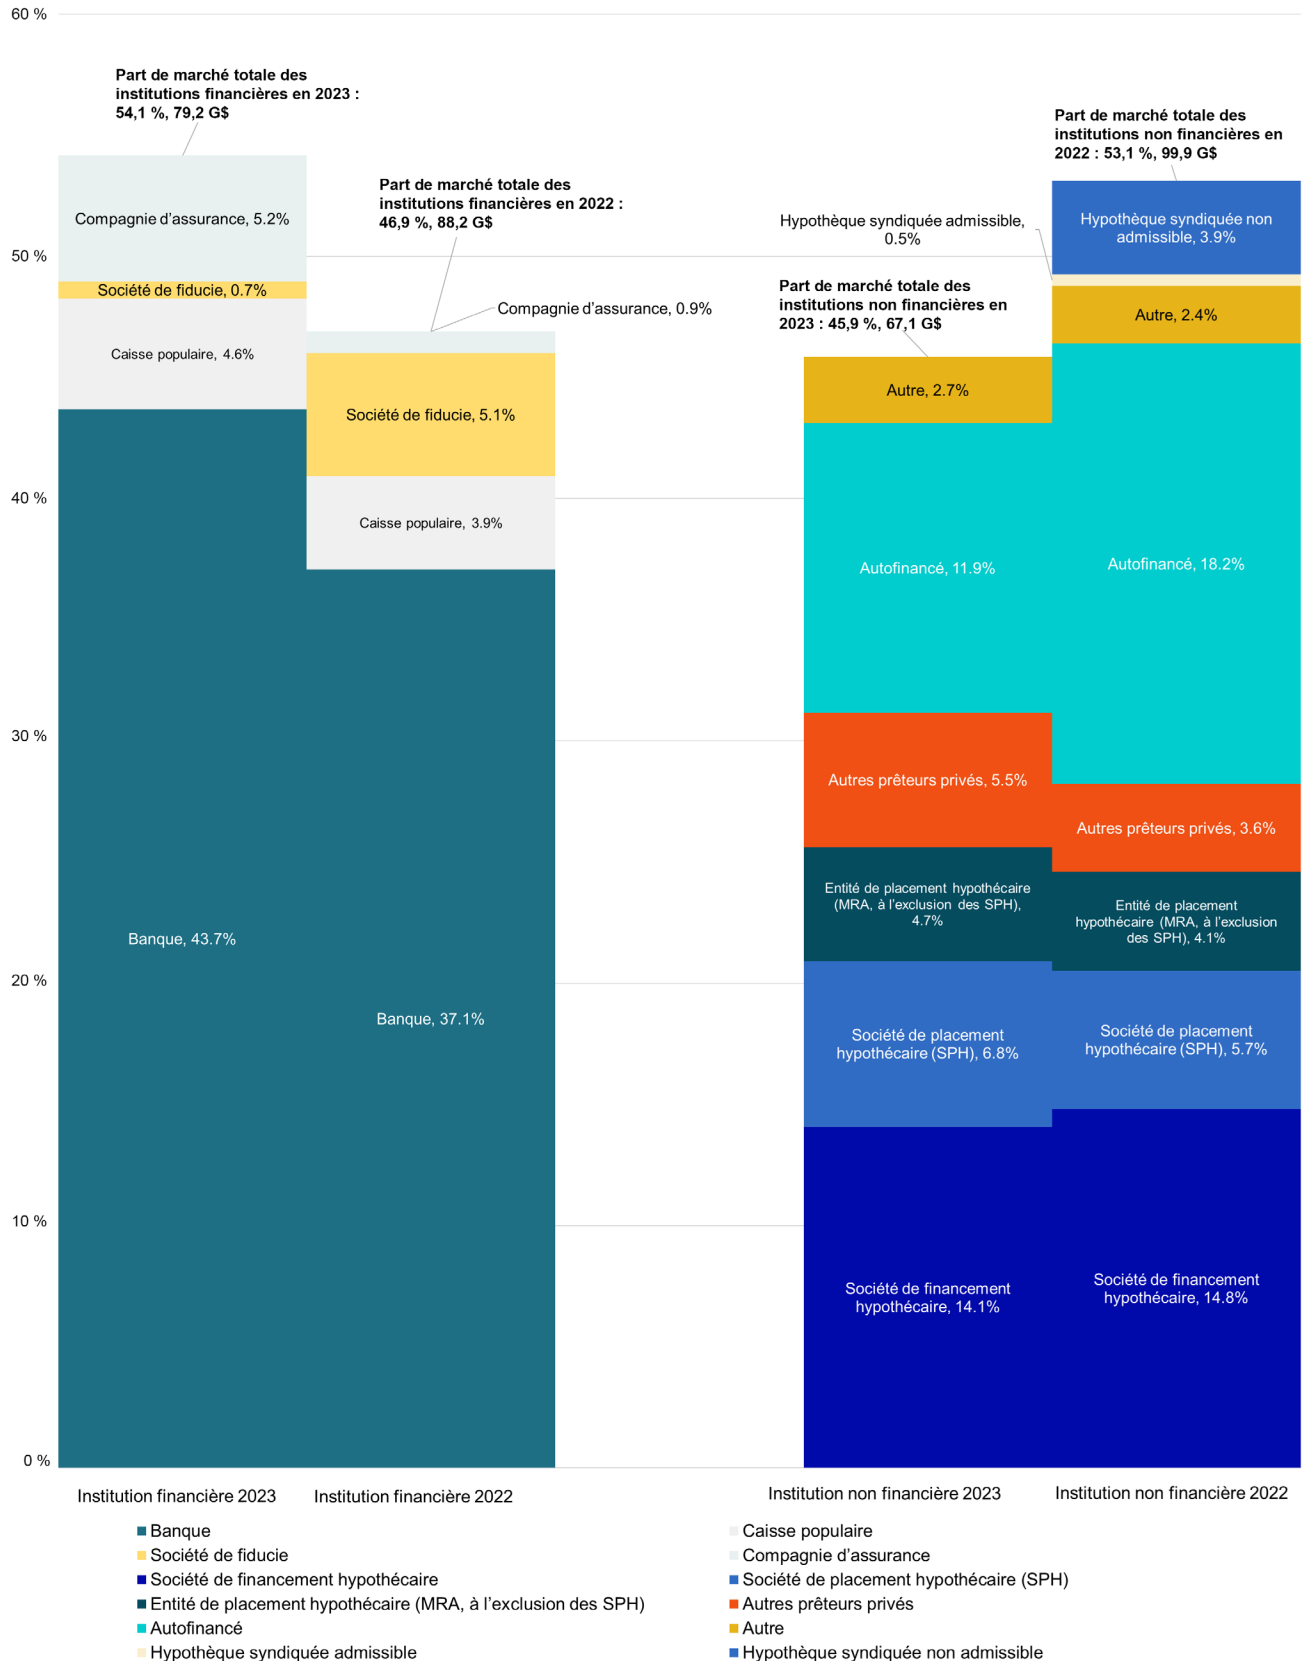 60 %
50 %
40 %
30 %
20 %
10 %
0 %
Part de marché totale des
institutions financières en 2023 :
54,1 %, 79,2 G$
Compagnie d’assurance, 5.2%
Société de fiducie, 0.7%
Caisse populaire, 4.6%
Banque, 43.7%
Part de marché totale des
institutions financières en 2022 :
46,9 %, 88,2 G$
Compagnie d’assurance, 0.9%
Société de fiducie, 5.1%
Caisse populaire, 3.9%
Banque, 37.1%
Hypothèque syndiquée admissible,
0.5%
Part de marché totale des
institutions non financières en
2023 : 45,9 %, 67,1 G$
Autre, 2.7%
Autofinancé, 11.9%
Autres prêteurs privés, 5.5%
Entité de placement hypothécaire
(MRA, à l’exclusion des SPH),
4.7%
Société de placement
hypothécaire (SPH) 6.8%
Société de financement
hypothécaire, 14.1%
Part de marché totale des
institutions non financières en
2022 : 53,1 %, 99,9 G$
Hypothèque syndiquée non
admissible, 3.9%
Autre, 2.4%
Autofinancé, 18.2%
Autres prêteurs privés, 3.6%
Entité de placement
hypothécaire (MRA, à l’exclusion
des SPH), 4.1%
Société de placement
hypothécaire (SPH), 5.7%
Société de financement
hypothécaire, 14.8%
Institution financière 2023
Institution financière 2022
Institution non financière 2023
Institution non financière 2022
Banque
Caisse populaire
Société de fiducie
Compagnie d’assurance
Société de financement hypothécaire
Société de placement hypothécaire (SPH)
Entité de placement hypothécaire (MRA, à l’exclusion des SPH)
Autres prêteurs privés
Autofinancé
Autre
Hypothèque syndiquée admissible
Hypothèque syndiquée non admissible